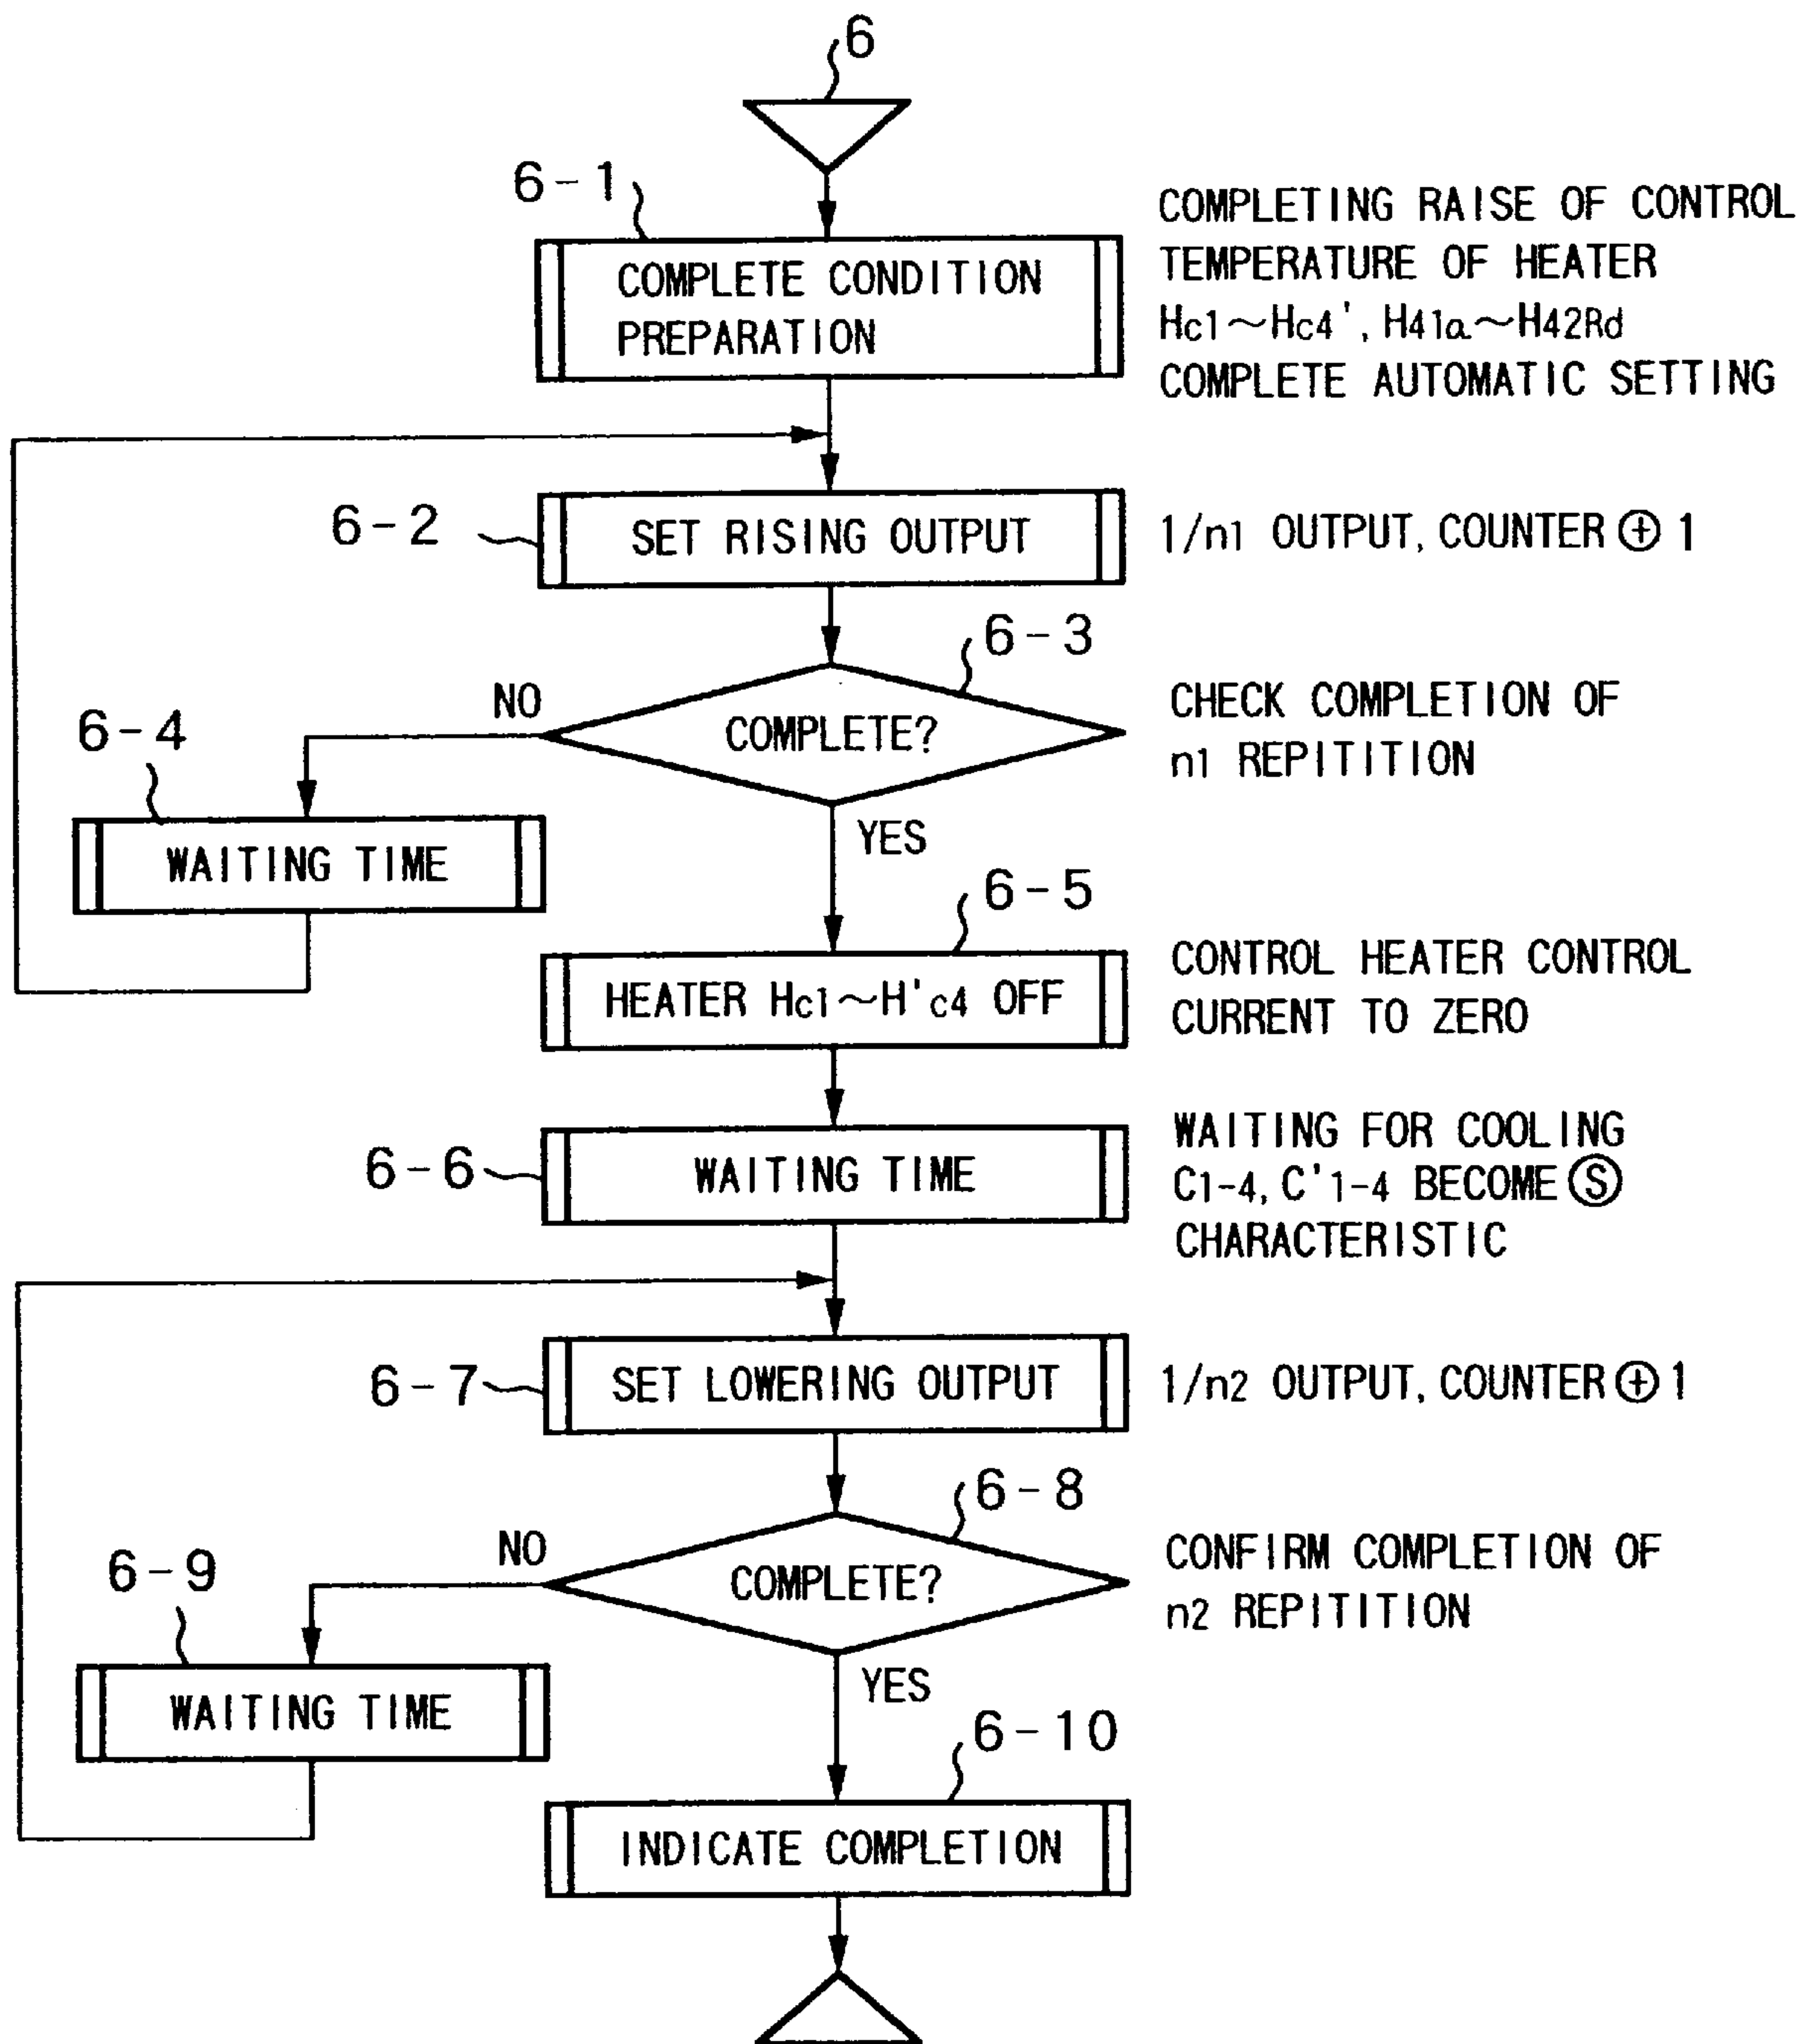 6
6-1
COMPLETE CONDITION
PREPARATION
COMPLETING RAISE OF CONTROL
TEMPERATURE OF HEATER
Hc1~Hc4', H41a~H42Rd
COMPLETE AUTOMATIC SETTING
6-2
SET RISING OUTPUT
1/n1 OUTPUT, COUNTER ⊕ 1
6-3
COMPLETE?
NO
YES
CHECK COMPLETION OF
n1 REPITITION
6-4
WAITING TIME
6-5
HEATER Hc1~H'c4 OFF
CONTROL HEATER CONTROL
CURRENT TO ZERO
6-6
WAITING TIME
WAITING FOR COOLING
C1-4, C'1-4 BECOME Ⓢ
CHARACTERISTIC
6-7
SET LOWERING OUTPUT
1/n2 OUTPUT, COUNTER ⊕ 1
6-8
COMPLETE?
NO
YES
CONFIRM COMPLETION OF
n2 REPITITION
6-9
WAITING TIME
6-10
INDICATE COMPLETION